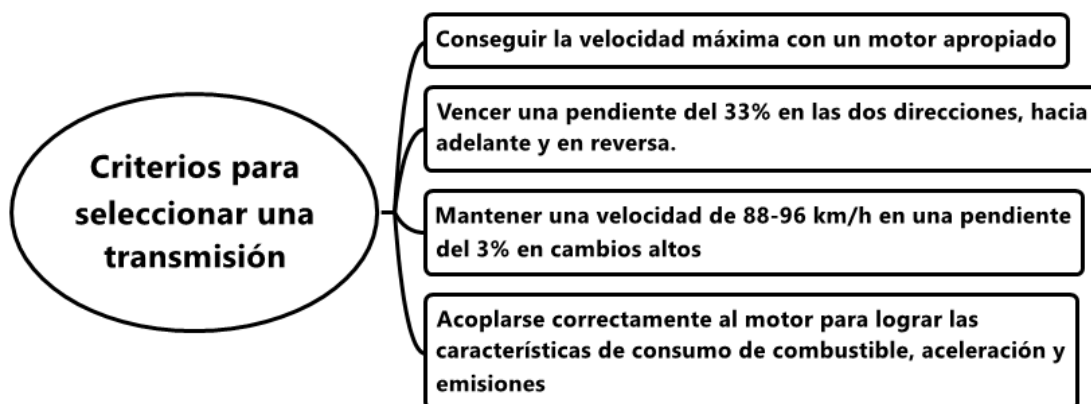 Criterios para
seleccionar una
transmisión
Conseguir la velocidad máxima con un motor apropiado
Vencer una pendiente del 33% en las dos direcciones, hacia
adelante y en reversa.
Mantener una velocidad de 88-96 km/h en una pendiente
del 3% en cambios altos
Acoplarse correctamente al motor para lograr las
características de consumo de combustible, aceleración y
emisiones